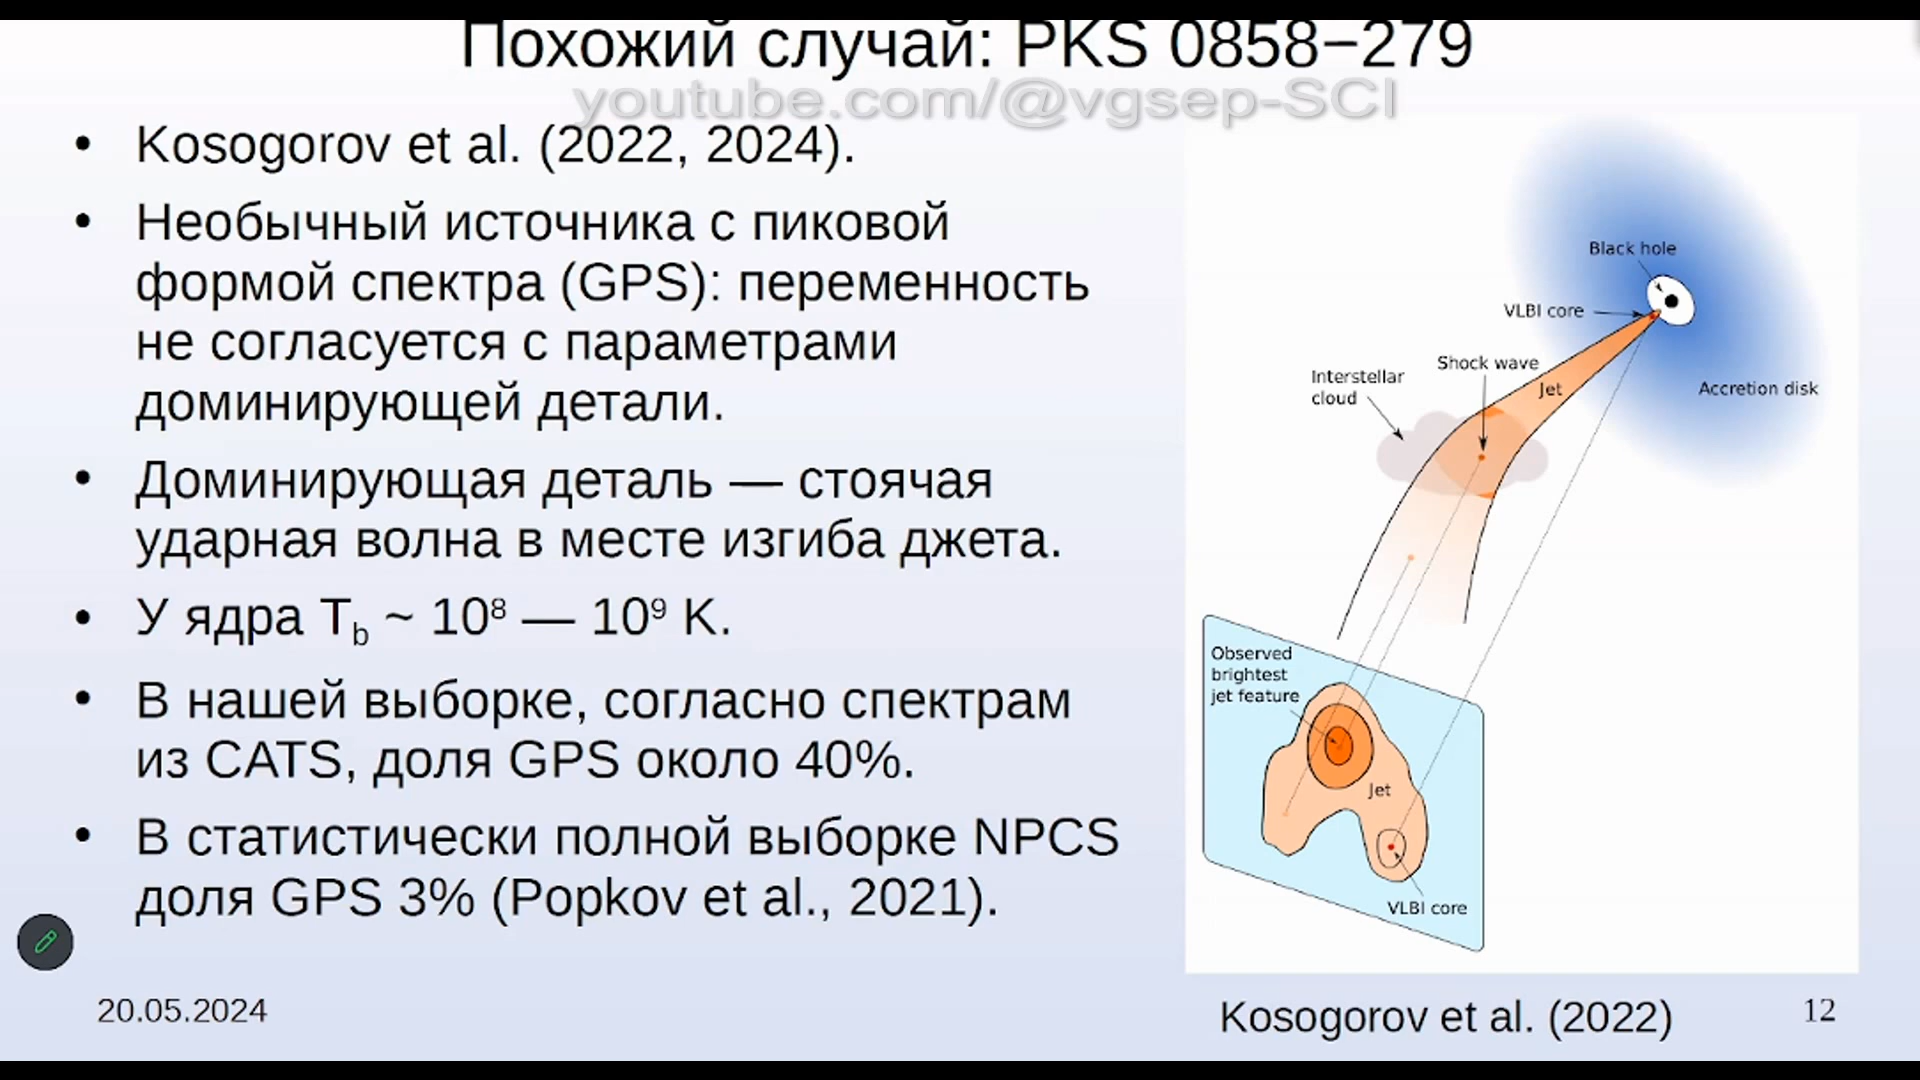 Похожий случай: PKS 0858−279
youtube.com/@vgsep-SCI
• Kosogorov et al. (2022, 2024).
• Необычный источник с пиковой
формой спектра (GPS): переменность
не согласуется с параметрами
доминирующей детали.
• Доминирующая деталь — стоячая
ударная волна в месте изгиба джета.
• У ядра T_b ~ 10⁸ — 10⁹ K.
• В нашей выборке, согласно спектрам
из CATS, доля GPS около 40%.
• В статистически полной выборке NPCS
доля GPS 3% (Popkov et al., 2021).
Black hole
VLBI core
Shock wave
Interstellar
cloud
Jet
Accretion disk
Observed
brightest
jet feature
Jet
VLBI core
20.05.2024
Kosogorov et al. (2022)
12